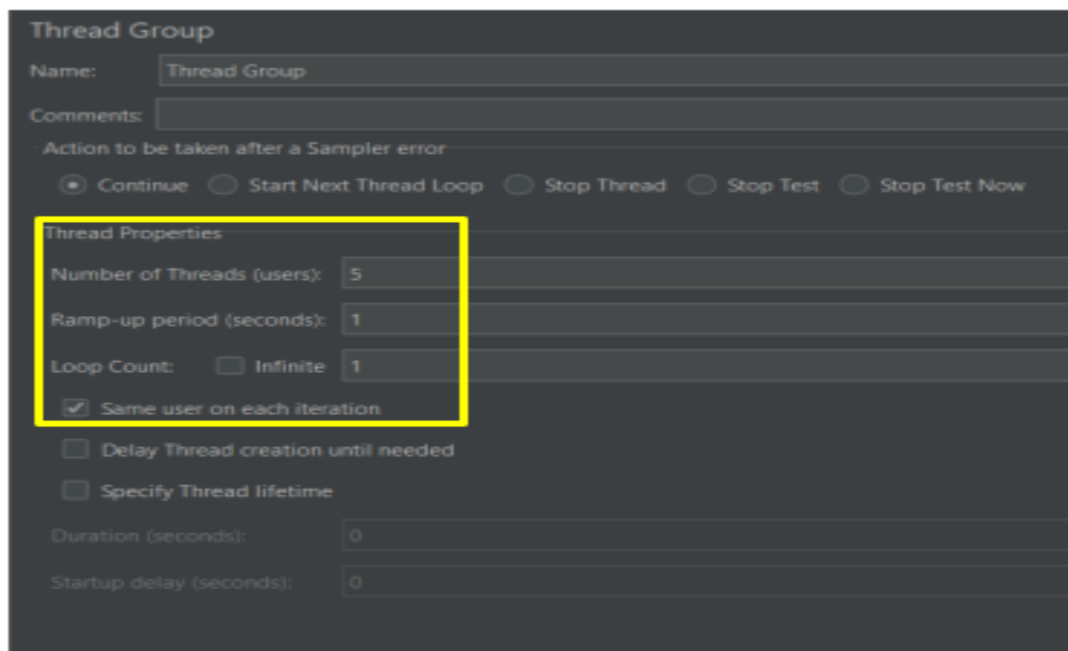 Thread Group
Name: Thread Group
Comments:
Action to be taken after a Sampler error
Continue Start Next Thread Loop Stop Thread Stop Test Stop Test Now
Thread Properties
Number of Threads (users): 5
Ramp-up period (seconds): 1
Loop Count: Infinite 1
Same user on each iteration
Delay Thread creation until needed
Specify Thread lifetime
Duration (seconds): 0
Startup delay (seconds): 0